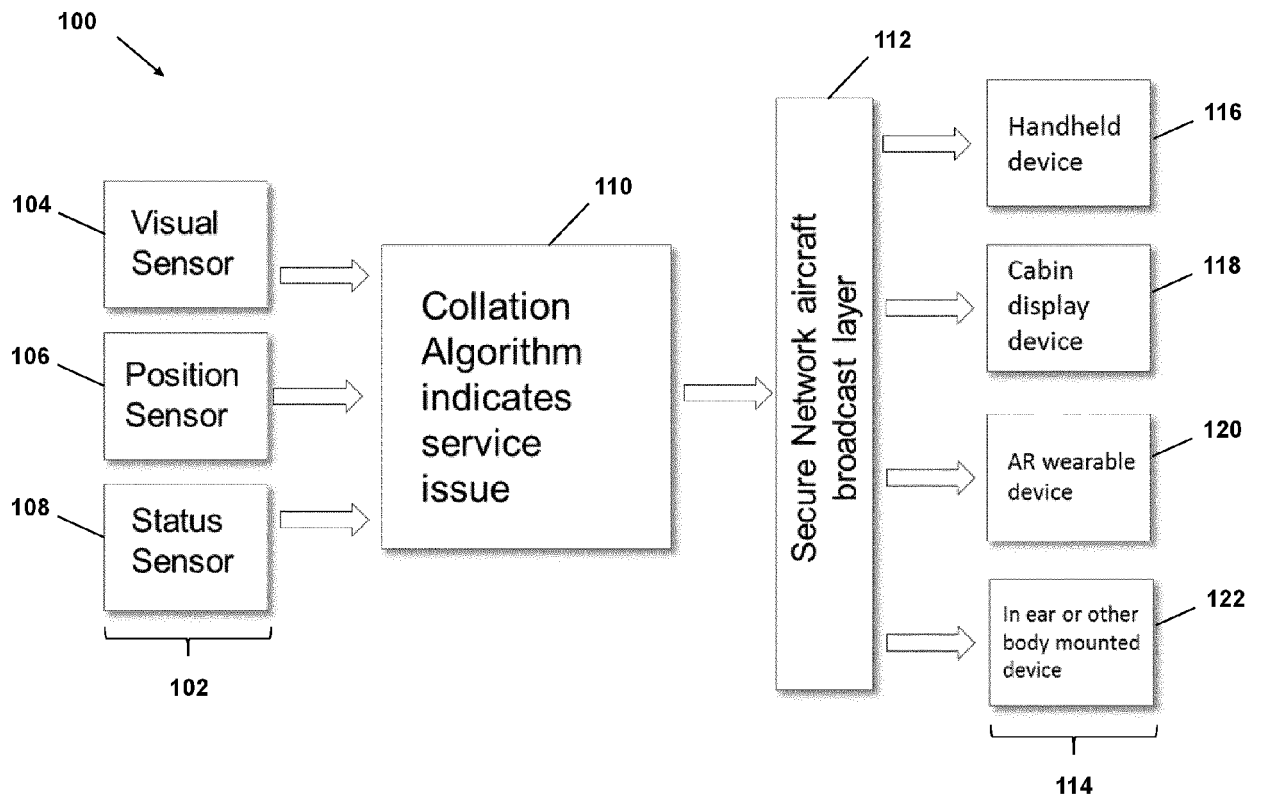 100
104
Visual
Sensor
106
Position
Sensor
108
Status
Sensor
102
110
Collation
Algorithm
indicates
service
issue
112
Secure Network aircraft
broadcast layer
Handheld
device
116
Cabin
display
device
118
AR wearable
device
120
In ear or other
body mounted
device
122
114